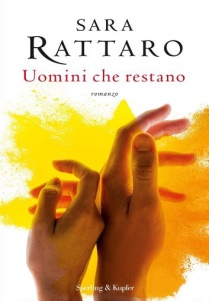 SARA
RATTARO
Uomini che restano
romanzo
Sperling & Kupfer